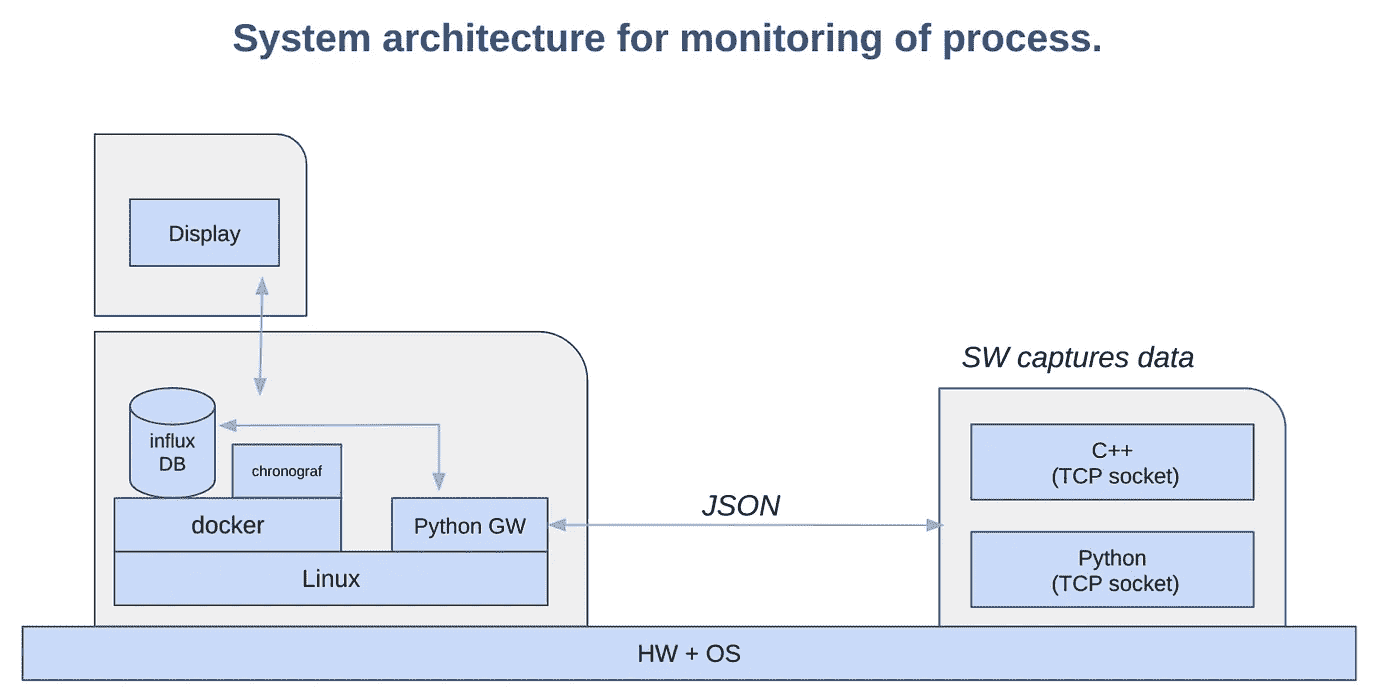 System architecture for monitoring of process.
Display
SW captures data
influx
DB
chronograf
C++
(TCP socket)
docker
Python GW
JSON
Python
(TCP socket)
Linux
HW + OS